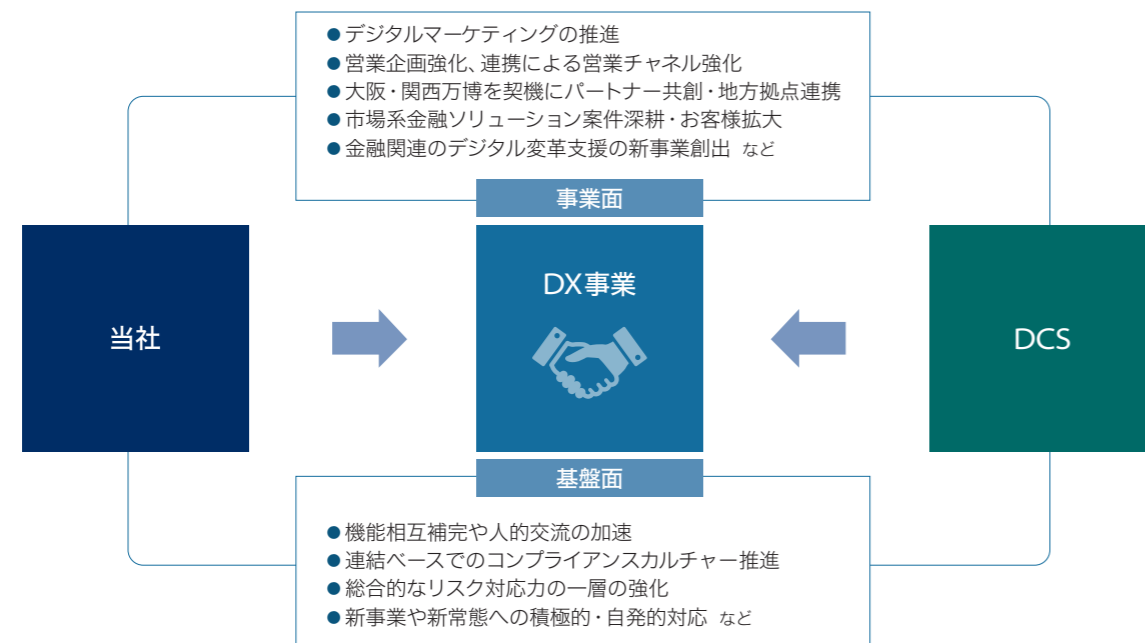 ●デジタルマーケティングの推進
●営業企画強化、連携による営業チャネル強化
●大阪・関西万博を契機にパートナー共創・地方拠点連携
●市場系金融ソリューション案件深耕・お客様拡大
●金融関連のデジタル変革支援の新事業創出 など
事業面
当社
DX事業
DCS
基盤面
●機能相互補完や人的交流の加速
●連結ベースでのコンプライアンスカルチャー推進
●総合的なリスク対応力の一層の強化
●新事業や新常態への積極的・自発的対応 など